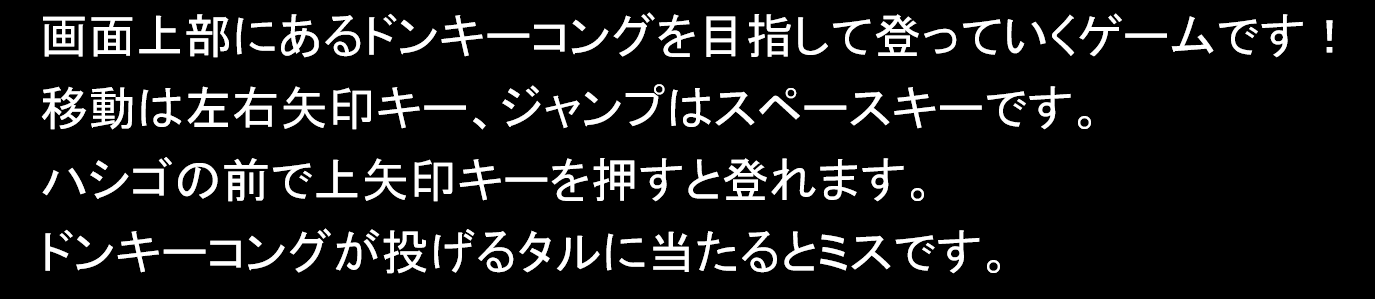 画面上部にあるドンキーコングを目指して登っていくゲームです！
移動は左右矢印キー、ジャンプはスペースキーです。
ハシゴの前で上矢印キーを押すと登れます。
ドンキーコングが投げるタルに当たるとミスです。